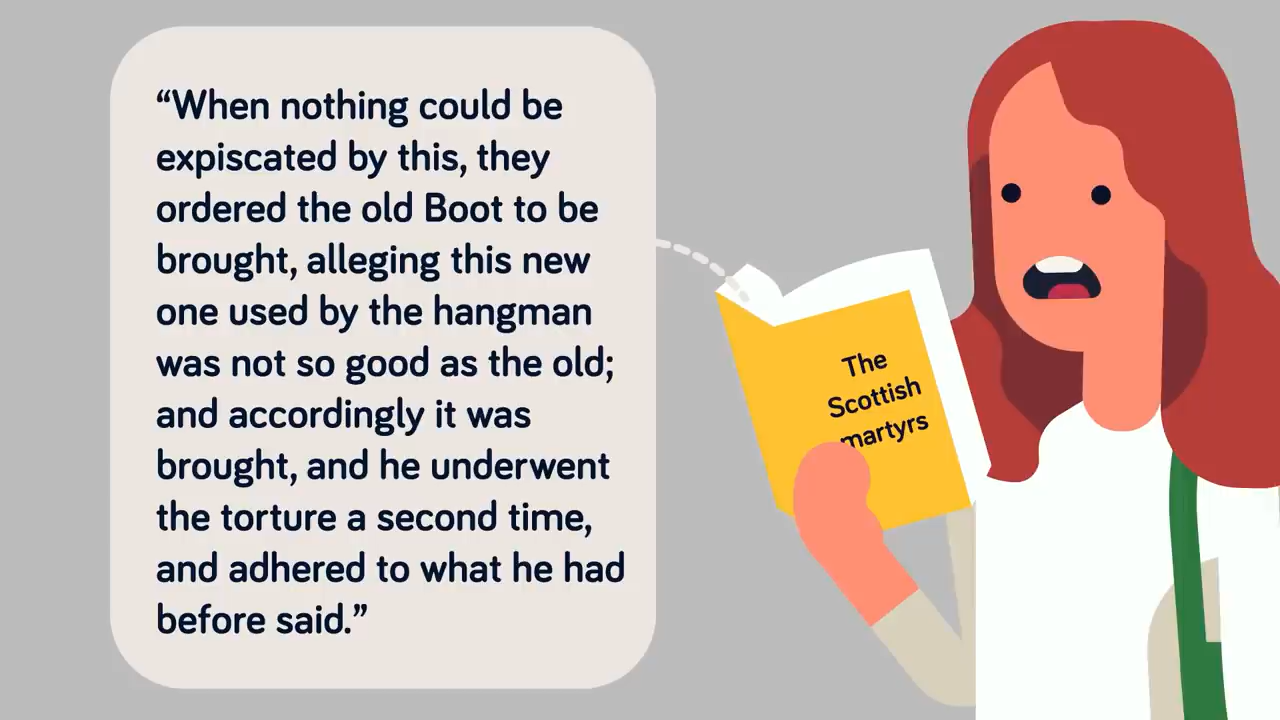 “When nothing could be
expiscated by this, they
ordered the old Boot to be
brought, alleging this new
one used by the hangman
was not so good as the old;
and accordingly it was
brought, and he underwent
the torture a second time,
and adhered to what he had
before said.”
The
Scottish
martyrs